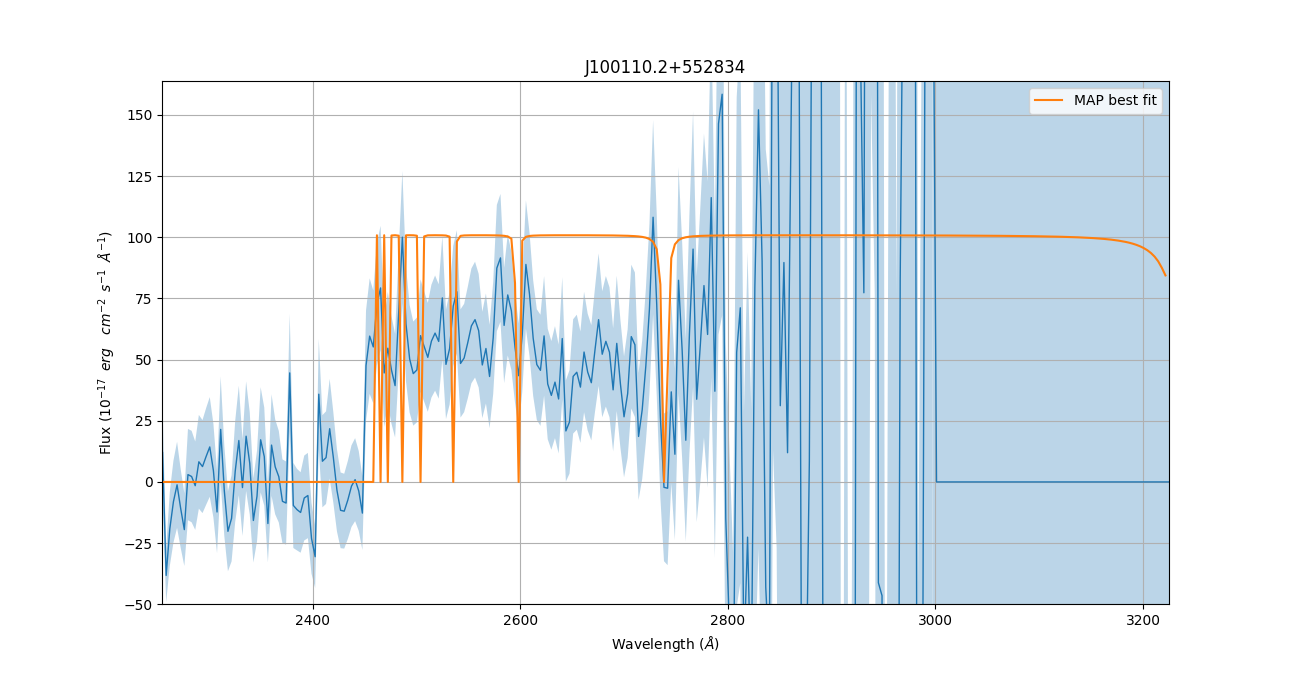 J100110.2+552834
MAP best fit
150
125
100
75
50
25
0
−25
−50
Flux (10⁻¹⁷ erg cm⁻² s⁻¹ Å⁻¹)
2400 2600 2800 3000 3200
Wavelength (Å)